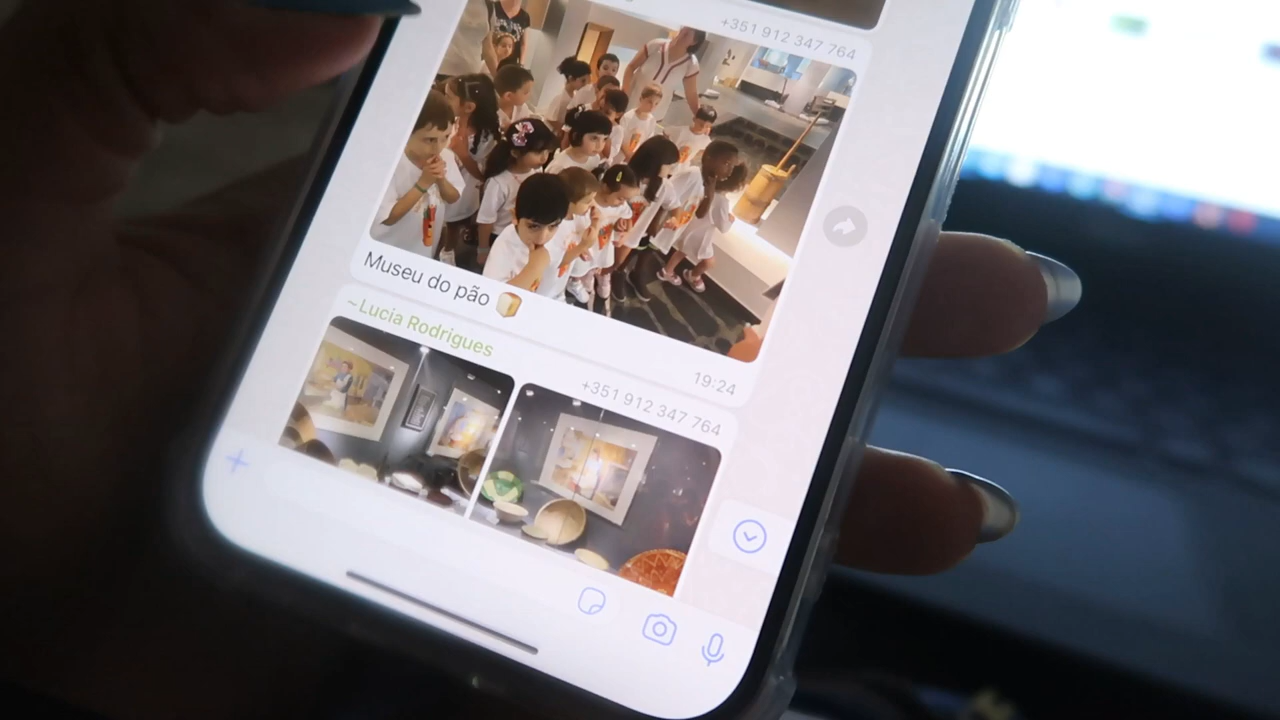 +351 912 347 764
Museu do pão
19:24
~Lucia Rodrigues
+351 912 347 764